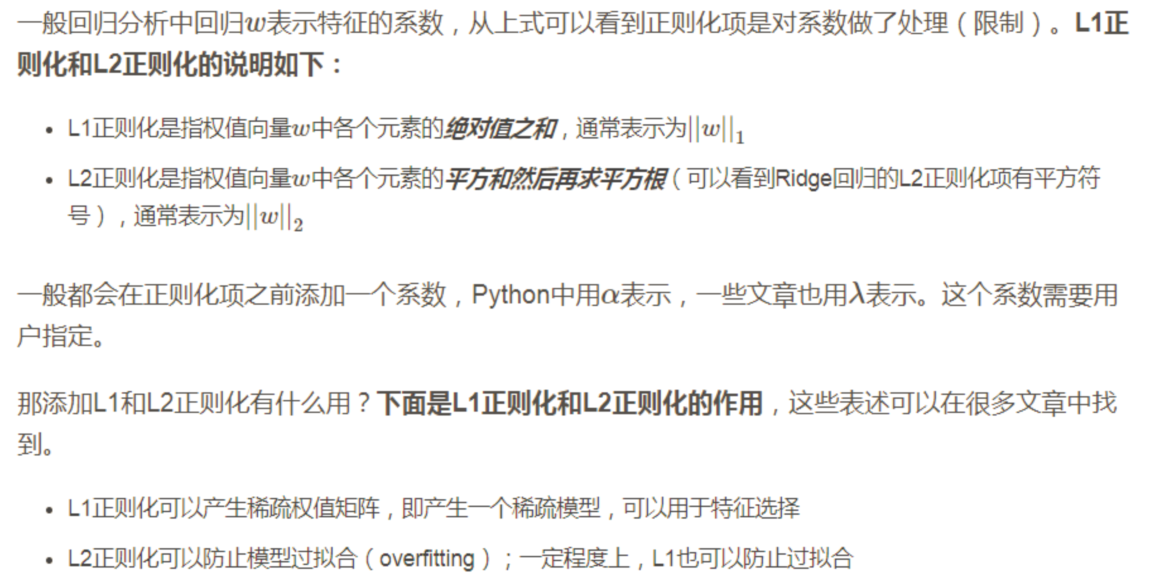 一般回归分析中回归w表示特征的系数，从上式可以看到正则化项是对系数做了处理（限制）。L1正
则化和L2正则化的说明如下：
• L1正则化是指权值向量w中各个元素的绝对值之和，通常表示为||w||₁
• L2正则化是指权值向量w中各个元素的平方和然后再求平方根（可以看到Ridge回归的L2正则化项有平方符
号），通常表示为||w||₂
一般都会在正则化项之前添加一个系数，Python中用α表示，一些文章也用λ表示。这个系数需要用
户指定。
那添加L1和L2正则化有什么用？下面是L1正则化和L2正则化的作用，这些表述可以在很多文章中找
到。
• L1正则化可以产生稀疏权值矩阵，即产生一个稀疏模型，可以用于特征选择
• L2正则化可以防止模型过拟合（overfitting）；一定程度上，L1也可以防止过拟合